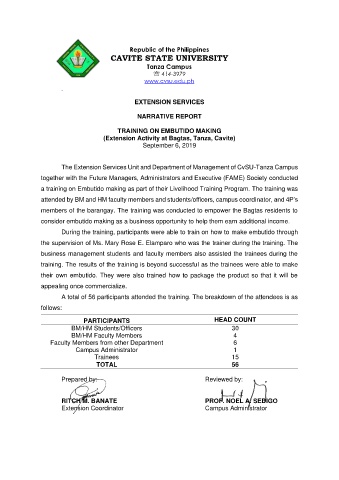 Republic of the Philippines
CAVITE STATE UNIVERSITY
Tanza Campus
☎ 414-3979
www.cvsu.edu.ph
EXTENSION SERVICES
NARRATIVE REPORT
TRAINING ON EMBUTIDO MAKING
(Extension Activity at Bagtas, Tanza, Cavite)
September 6, 2019
The Extension Services Unit and Department of Management of CvSU-Tanza Campus
together with the Future Managers, Administrators and Executive (FAME) Society conducted
a training on Embutido making as part of their Livelihood Training Program. The training was
attended by BM and HM faculty members and students/officers, campus coordinator, and 4P's
members of the barangay. The training was conducted to empower the Bagtas residents to
consider embutido making as a business opportunity to help them earn additional income.
During the training, participants were able to train on how to make embutido through
the supervision of Ms. Mary Rose E. Elamparo who was the trainer during the training. The
business management students and faculty members also assisted the trainees during the
training. The results of the training is beyond successful as the trainees were able to make
their own embutido. They were also trained how to package the product so that it will be
appealing once commercialize.
A total of 56 participants attended the training. The breakdown of the attendees is as
follows:
PARTICIPANTS HEAD COUNT
BM/HM Students/Officers 30
BM/HM Faculty Members 4
Faculty Members from other Department 6
Campus Administrator 1
Trainees 15
TOTAL 56
Prepared by: Reviewed by:
RITCH M. BANATE PROF. NOEL A. SEDIGO
Extension Coordinator Campus Administrator